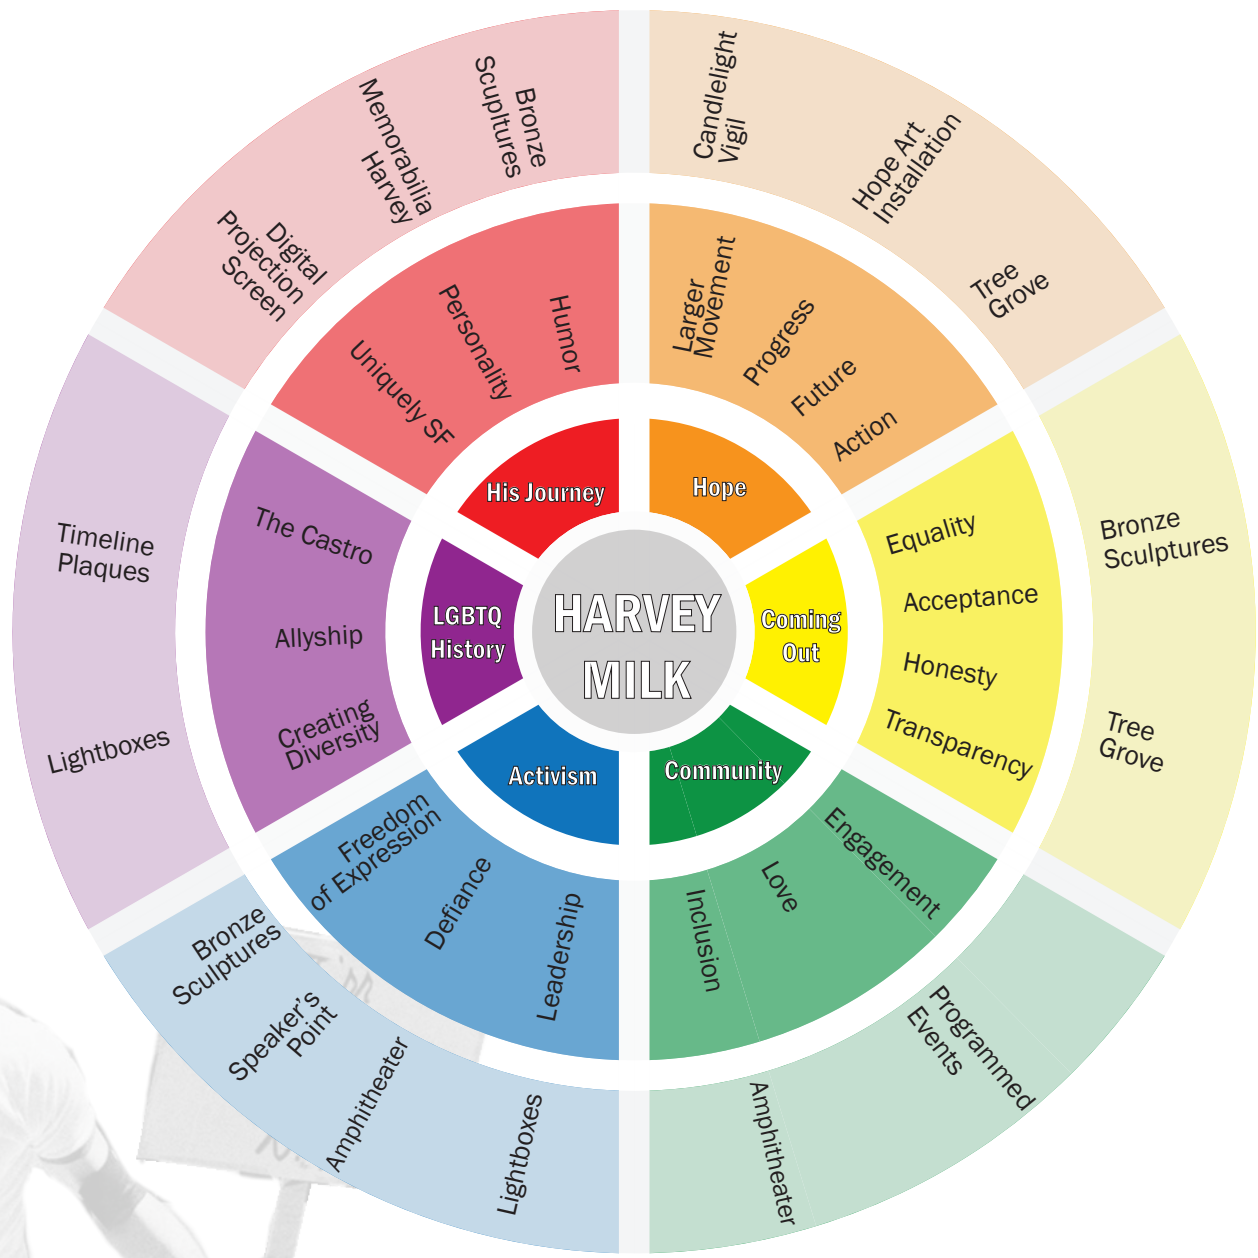 HARVEY
MILK
His Journey
Hope
Coming
Out
Community
Activism
LGBTQ
History
Uniquely SF
Personality
Humor
Larger
Movement
Progress
Future
Action
Equality
Acceptance
Honesty
Transparency
Engagement
Love
Inclusion
Leadership
Defiance
Freedom
of Expression
Creating
Diversity
Allyship
The Castro
Digital
Projection
Screen
Memorabilia
Harvey
Bronze
Scupltures
Candlelight
Vigil
Hope Art
Installation
Tree
Grove
Bronze
Sculptures
Tree
Grove
Programmed
Events
Amphitheater
Lightboxes
Amphitheater
Speaker's
Point
Bronze
Sculptures
Lightboxes
Timeline
Plaques